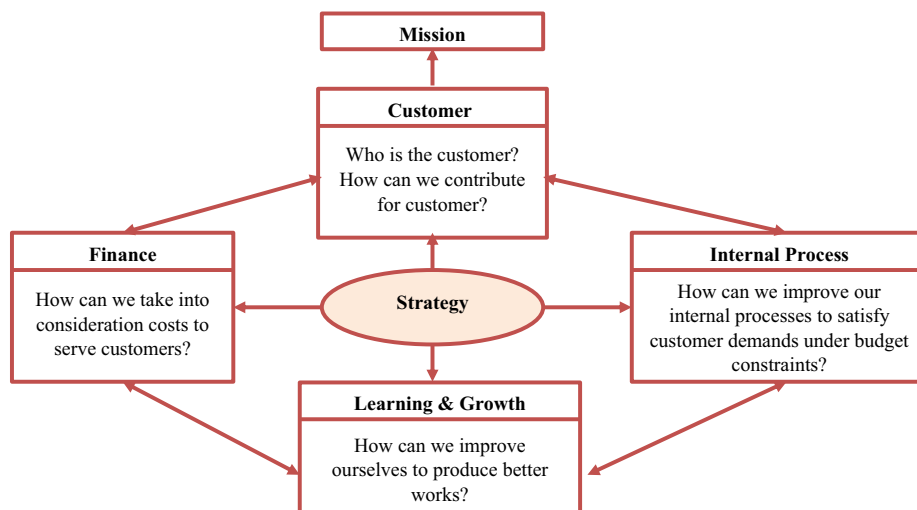 Mission
Customer
Who is the customer?
How can we contribute
for customer?
Finance
How can we take into
consideration costs to
serve customers?
Strategy
Internal Process
How can we improve our
internal processes to satisfy
customer demands under budget
constraints?
Learning & Growth
How can we improve
ourselves to produce better
works?